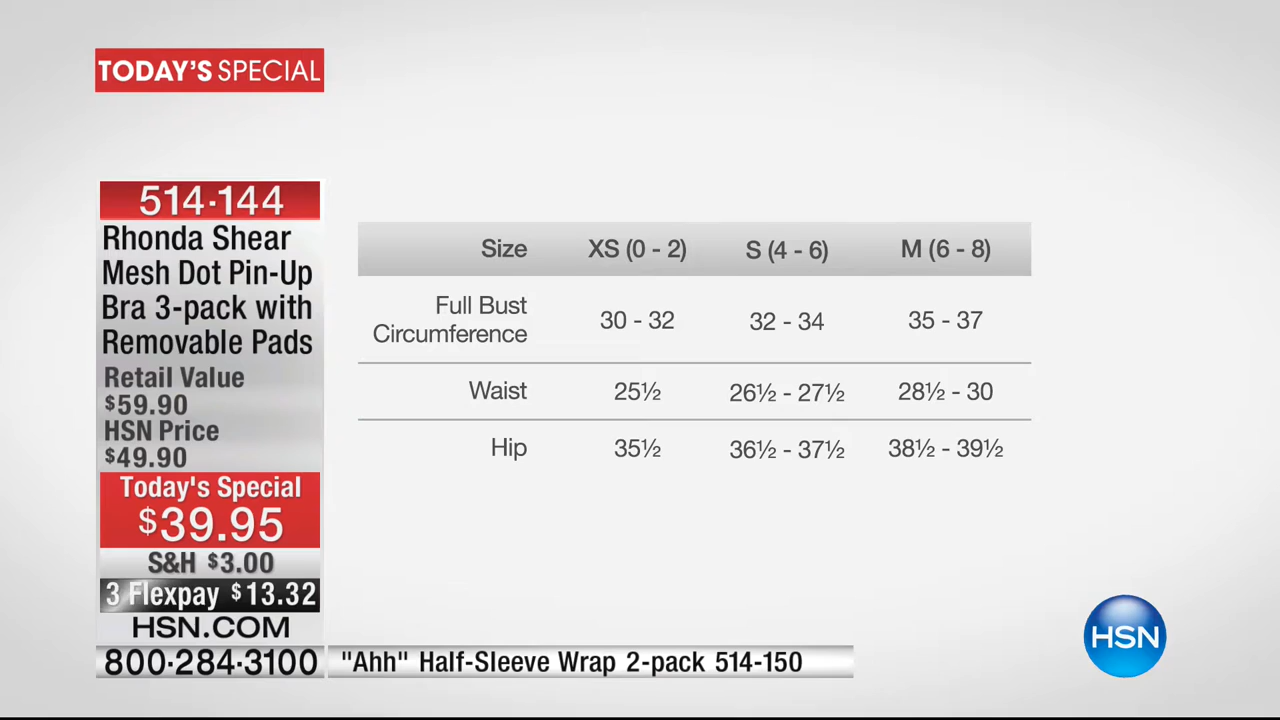 TODAY'S SPECIAL
514·144
Rhonda Shear
Mesh Dot Pin-Up
Bra 3-pack with
Removable Pads
Retail Value
$59.90
HSN Price
$49.90
Today's Special
$39.95
S&H $3.00
3 Flexpay $13.32
HSN.COM
800·284·3100
Size XS (0 - 2) S (4 - 6) M (6 - 8)
Full Bust
Circumference 30 - 32 32 - 34 35 - 37
Waist 25½ 26½ - 27½ 28½ - 30
Hip 35½ 36½ - 37½ 38½ - 39½
"Ahh" Half-Sleeve Wrap 2-pack 514-150
HSN